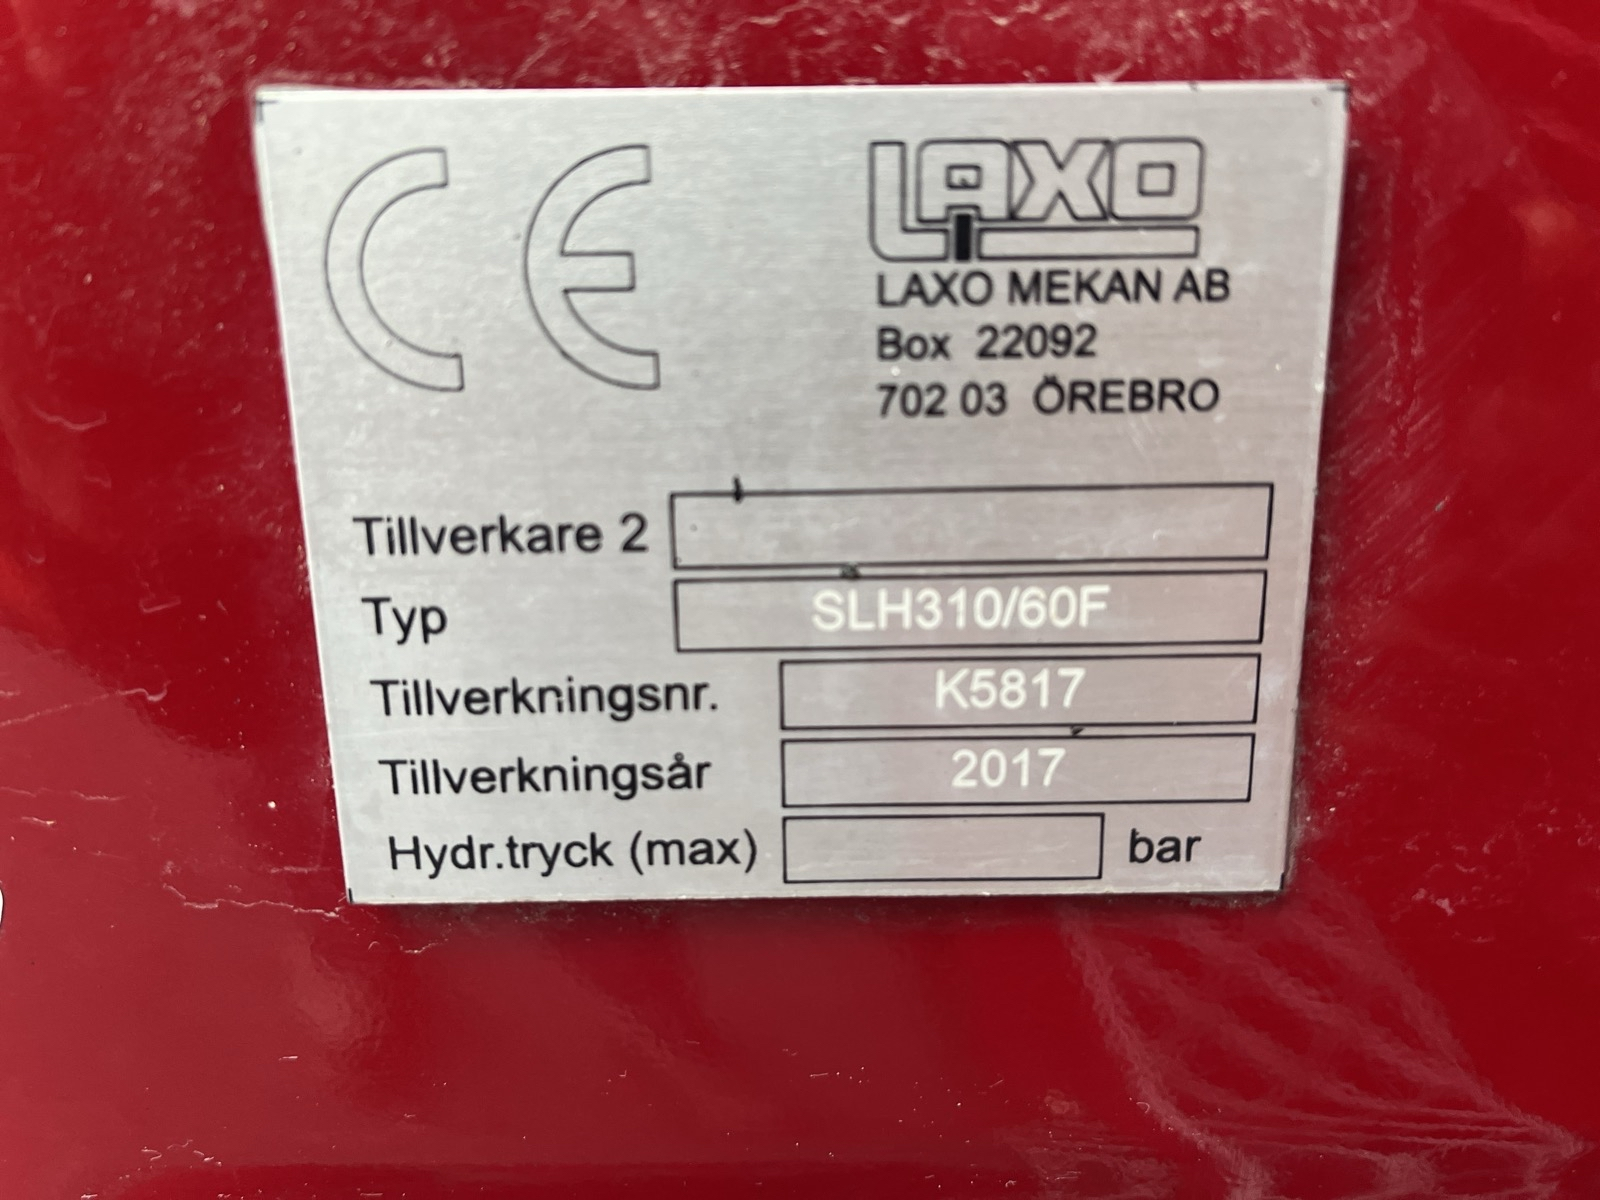 CE
LAXO
LAXO MEKAN AB
Box 22092
702 03 ÖREBRO
Tillverkare 2
Typ SLH310/60F
Tillverkningsnr. K5817
Tillverkningsår 2017
Hydr.tryck (max) bar